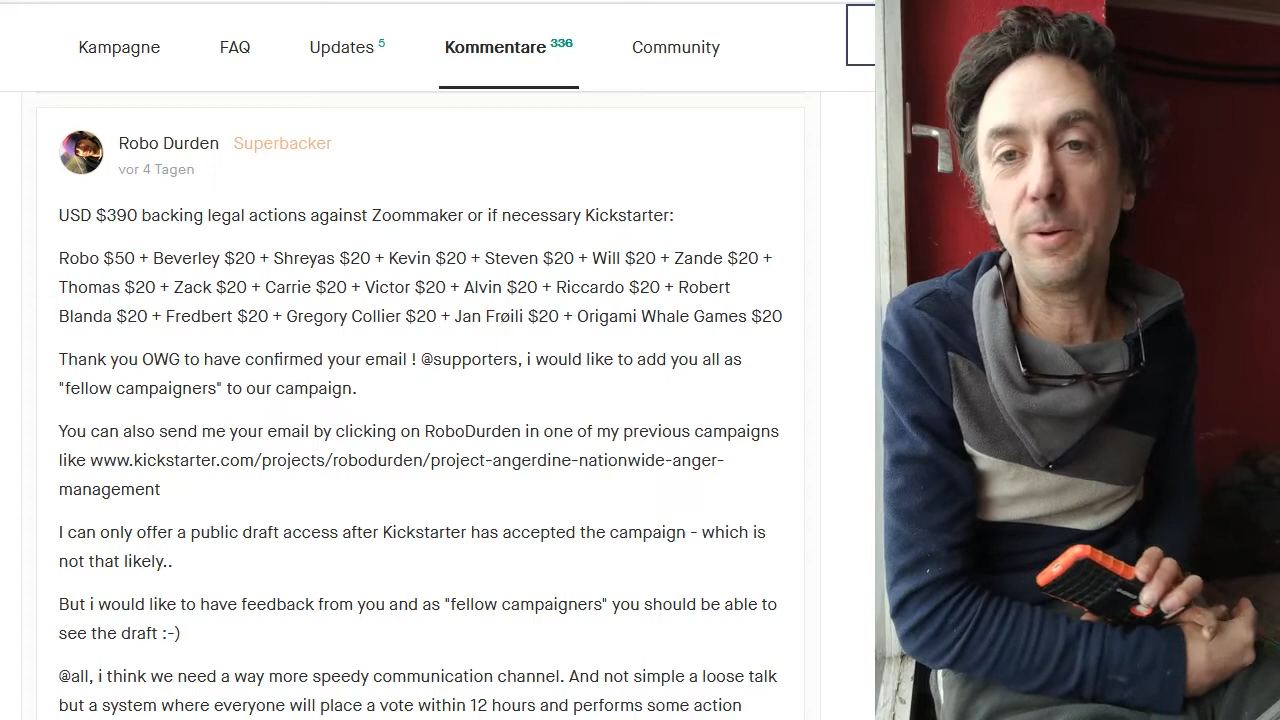 Kampagne FAQ Updates 5 Kommentare 336 Community
Robo Durden Superbacker
vor 4 Tagen
USD $390 backing legal actions against Zoommaker or if necessary Kickstarter:
Robo $50 + Beverley $20 + Shreyas $20 + Kevin $20 + Steven $20 + Will $20 + Zande $20 +
Thomas $20 + Zack $20 + Carrie $20 + Victor $20 + Alvin $20 + Riccardo $20 + Robert
Blanda $20 + Fredbert $20 + Gregory Collier $20 + Jan Frøili $20 + Origami Whale Games $20
Thank you OWG to have confirmed your email ! @supporters, i would like to add you all as
"fellow campaigners" to our campaign.
You can also send me your email by clicking on RoboDurden in one of my previous campaigns
like www.kickstarter.com/projects/robodurden/project-angerdine-nationwide-anger-
management
I can only offer a public draft access after Kickstarter has accepted the campaign - which is
not that likely..
But i would like to have feedback from you and as "fellow campaigners" you should be able to
see the draft :-)
@all, i think we need a way more speedy communication channel. And not simple a loose talk
but a system where everyone will place a vote within 12 hours and performs some action